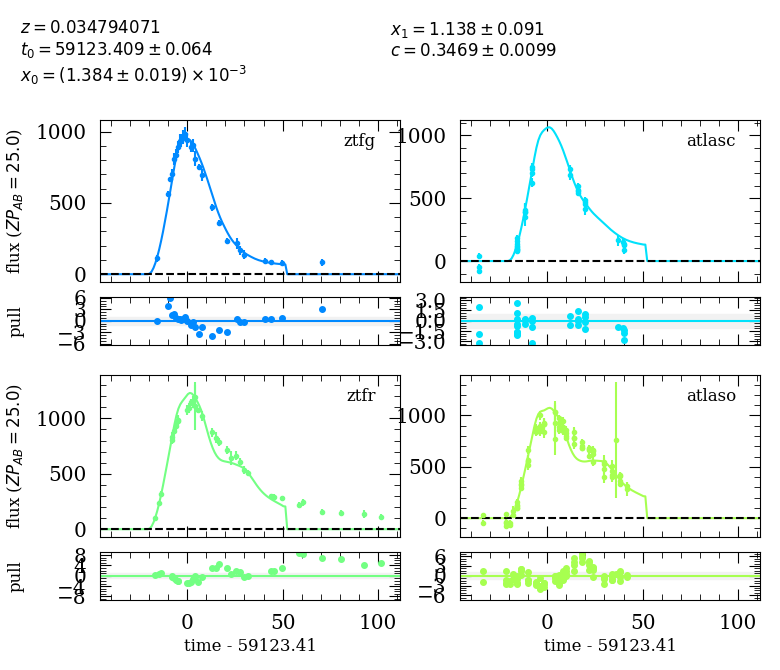 z = 0.034794071
t₀ = 59123.409 ± 0.064
x₀ = (1.384 ± 0.019) × 10⁻³
x₁ = 1.138 ± 0.091
c = 0.3469 ± 0.0099
flux (ZP_AB = 25.0)
1000
500
0
ztfg
1000
500
0
atlasc
pull
6
3
0
−3
−6
3.0
1.5
0.0
−1.5
−3.0
flux (ZP_AB = 25.0)
1000
500
0
ztfr
1000
500
0
atlaso
pull
8
4
0
−4
−8
6
3
0
−3
−6
0 50 100
0 50 100
time - 59123.41
time - 59123.41